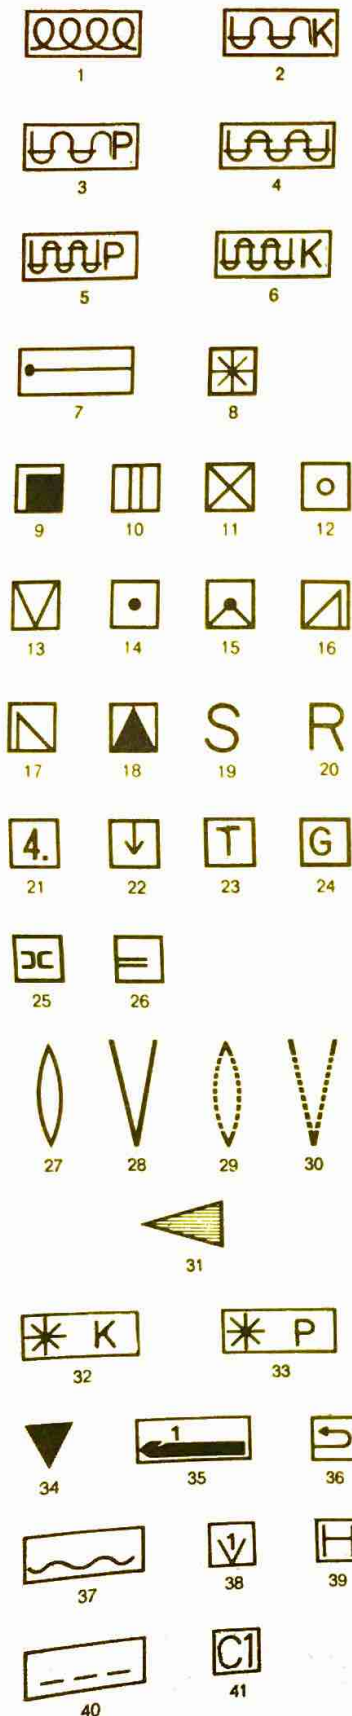 1 2
K
P
3 4
P K
5 6
7 8
9 10 11 12
13 14 15 16
S R
17 18 19 20
4. T G
21 22 23 24
25 26
27 28 29 30
31
K P
32 33
1
34 35 36
1 H
37 38 39
C1
40 41